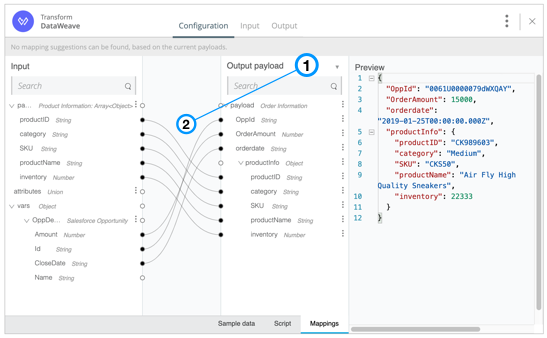 Transform
DataWeave
Configuration Input Output
No mapping suggestions can be found, based on the current payloads.
Input
Search
pa... Product Information: Array<Object>
productID String
category String
SKU String
productName String
inventory Number
attributes Union
vars Object
OppDe... Salesforce Opportunity
Amount Number
Id String
CloseDate String
Name String
1
2
Output payload
Search
payload Order Information
OppId String
OrderAmount Number
orderdate String
productInfo Object
productID String
category String
SKU String
productName String
inventory Number
Preview
1 {
2 "OppId": "0061U0000079dWXQAY",
3 "OrderAmount": 15000,
4 "orderdate":
"2019-01-25T00:00:00.000Z",
5 "productInfo": {
6 "productID": "CK989603",
7 "category": "Medium",
8 "SKU": "CKS50",
9 "productName": "Air Fly High
Quality Sneakers",
10 "inventory": 22333
11 }
12 }
Sample data Script Mappings